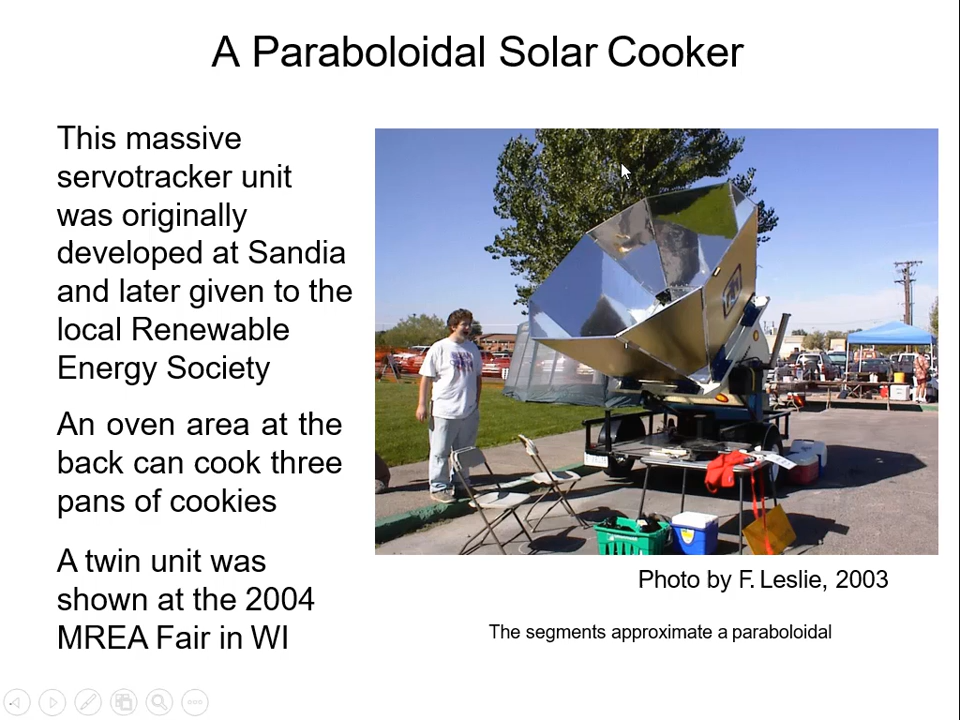 A Paraboloidal Solar Cooker
This massive
servotracker unit
was originally
developed at Sandia
and later given to the
local Renewable
Energy Society
An oven area at the
back can cook three
pans of cookies
A twin unit was
shown at the 2004
MREA Fair in WI
Photo by F. Leslie, 2003
The segments approximate a paraboloidal